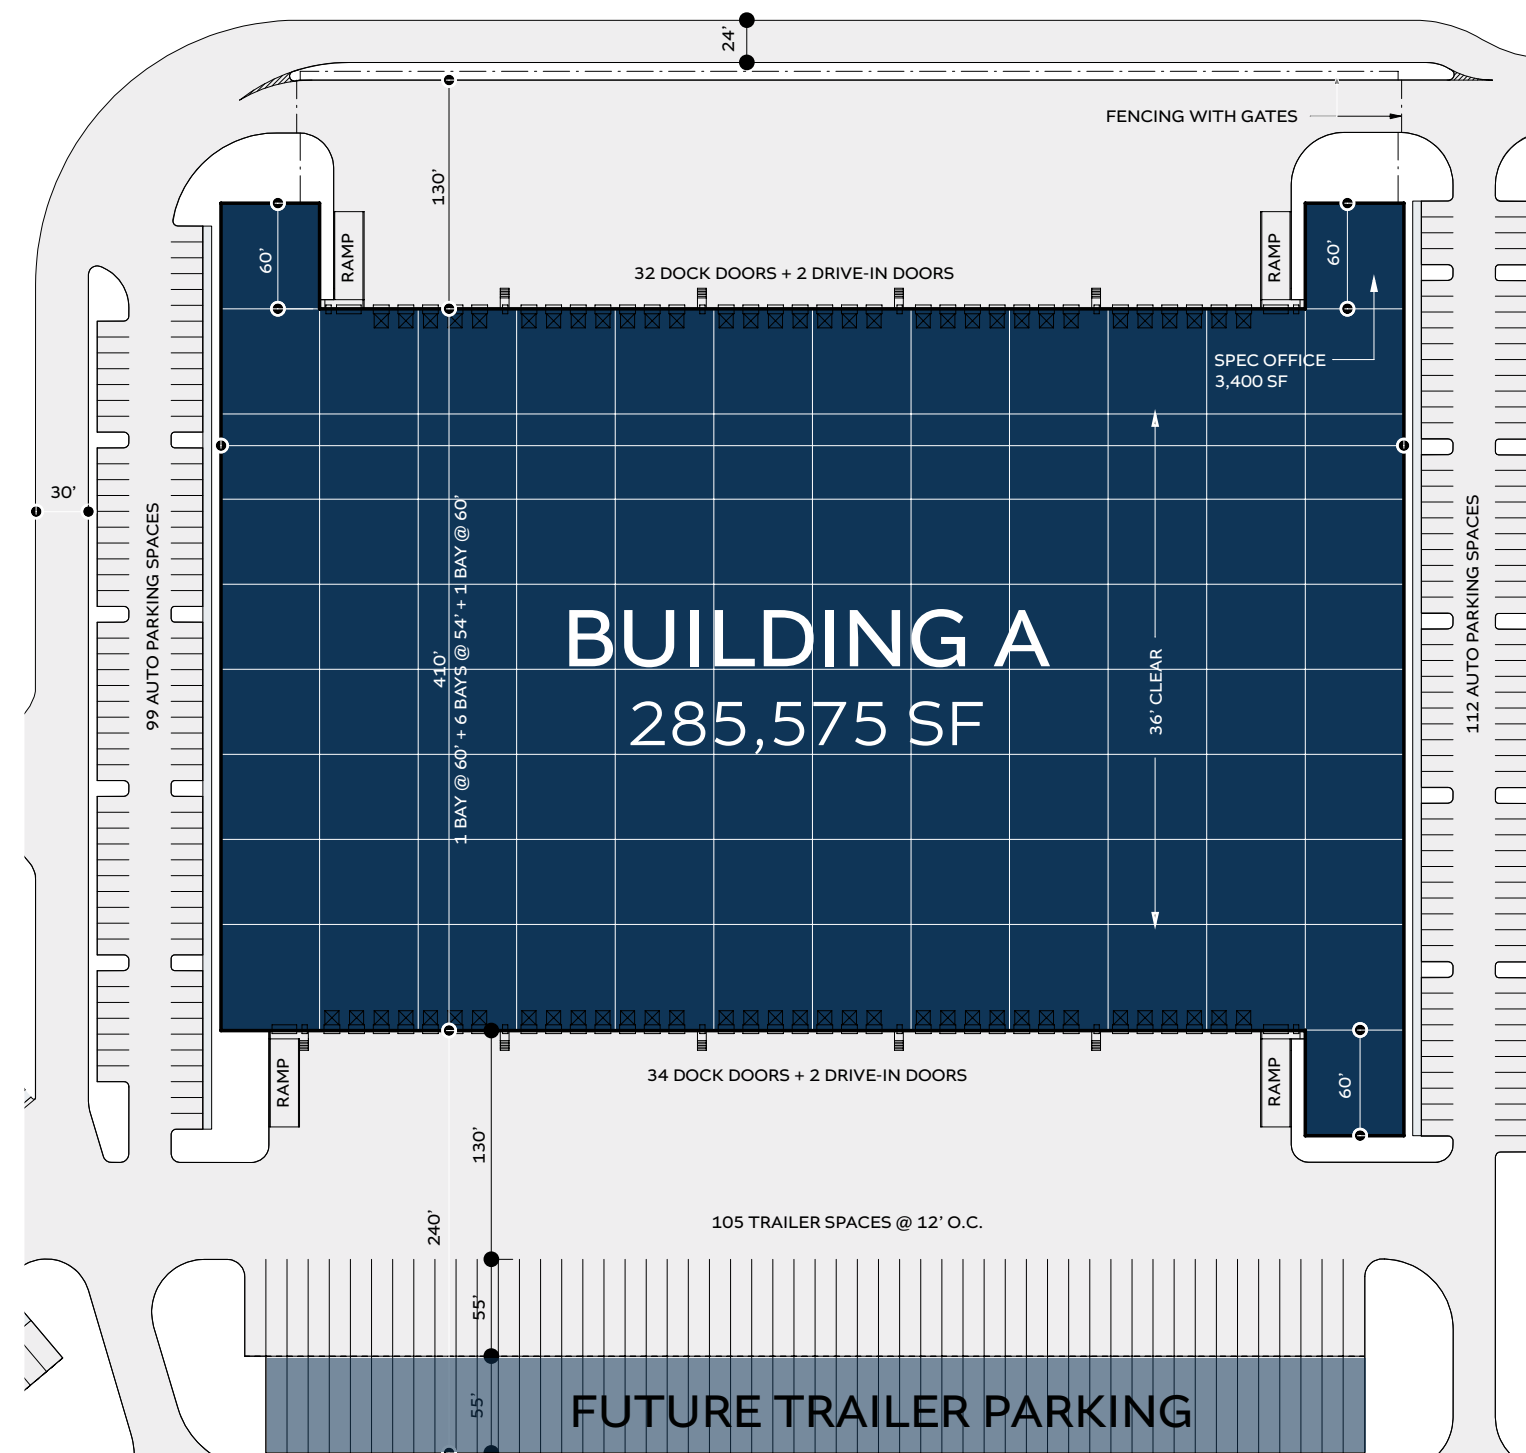 24’
FENCING WITH GATES
130’
60’
RAMP
32 DOCK DOORS + 2 DRIVE-IN DOORS
RAMP
60’
SPEC OFFICE
3,400 SF
30’
99 AUTO PARKING SPACES
410’
1 BAY @ 60’ + 6 BAYS @ 54’ + 1 BAY @ 60’
BUILDING A
285,575 SF
36’ CLEAR
112 AUTO PARKING SPACES
RAMP
34 DOCK DOORS + 2 DRIVE-IN DOORS
RAMP
60’
130’
240’
105 TRAILER SPACES @ 12’ O.C.
55’
55’
FUTURE TRAILER PARKING